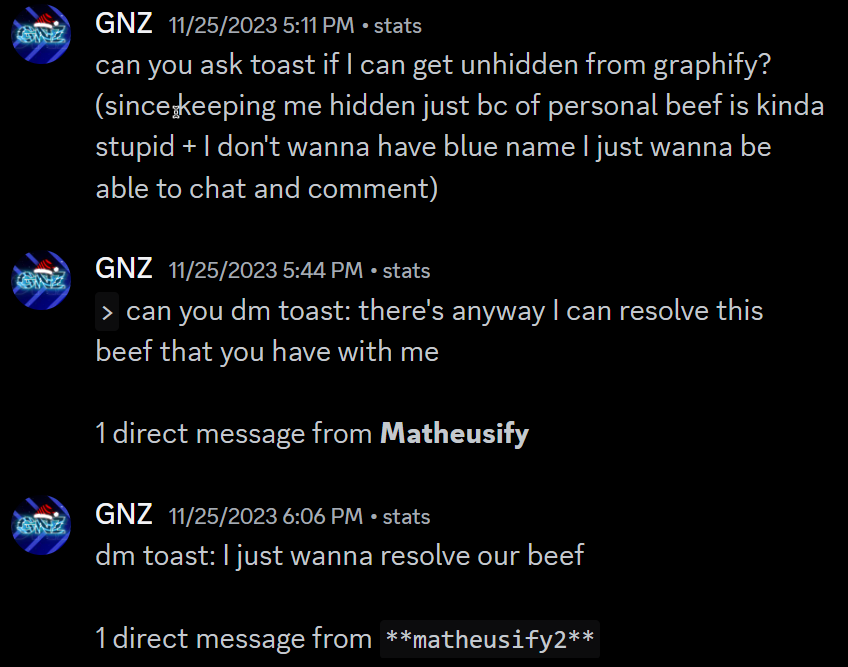 GNZ 11/25/2023 5:11 PM • stats
can you ask toast if I can get unhidden from graphify?
(since keeping me hidden just bc of personal beef is kinda
stupid + I don't wanna have blue name I just wanna be
able to chat and comment)
GNZ 11/25/2023 5:44 PM • stats
> can you dm toast: there's anyway I can resolve this
beef that you have with me
1 direct message from Matheusify
GNZ 11/25/2023 6:06 PM • stats
dm toast: I just wanna resolve our beef
1 direct message from **matheusify2**